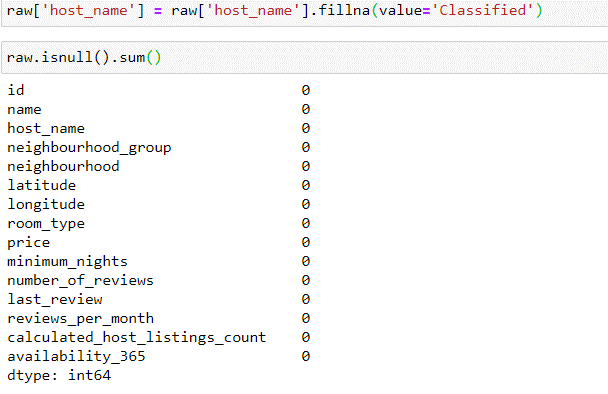 raw['host_name'] = raw['host_name'].fillna(value='Classified')
raw.isnull().sum()
id 0
name 0
host_name 0
neighbourhood_group 0
neighbourhood 0
latitude 0
longitude 0
room_type 0
price 0
minimum_nights 0
number_of_reviews 0
last_review 0
reviews_per_month 0
calculated_host_listings_count 0
availability_365 0
dtype: int64